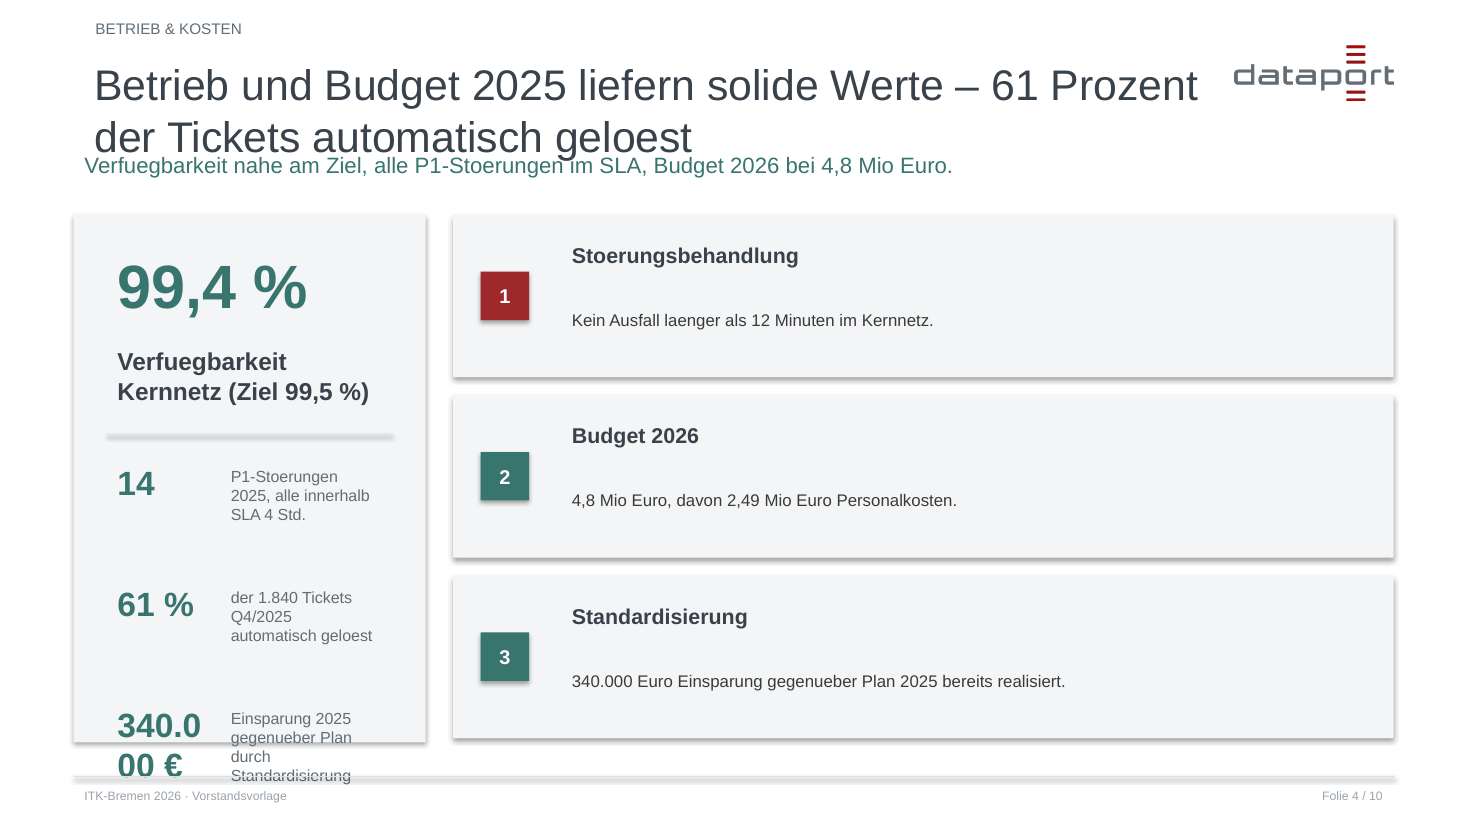 BETRIEB & KOSTEN
dataport
Betrieb und Budget 2025 liefern solide Werte – 61 Prozent
der Tickets automatisch geloest
Verfuegbarkeit nahe am Ziel, alle P1-Stoerungen im SLA, Budget 2026 bei 4,8 Mio Euro.
99,4 %
Verfuegbarkeit
Kernnetz (Ziel 99,5 %)
14
P1-Stoerungen
2025, alle innerhalb
SLA 4 Std.
61 %
der 1.840 Tickets
Q4/2025
automatisch geloest
340.0
00 €
Einsparung 2025
gegenueber Plan
durch
Standardisierung
1
Stoerungsbehandlung
Kein Ausfall laenger als 12 Minuten im Kernnetz.
2
Budget 2026
4,8 Mio Euro, davon 2,49 Mio Euro Personalkosten.
3
Standardisierung
340.000 Euro Einsparung gegenueber Plan 2025 bereits realisiert.
ITK-Bremen 2026 · Vorstandsvorlage
Folie 4 / 10